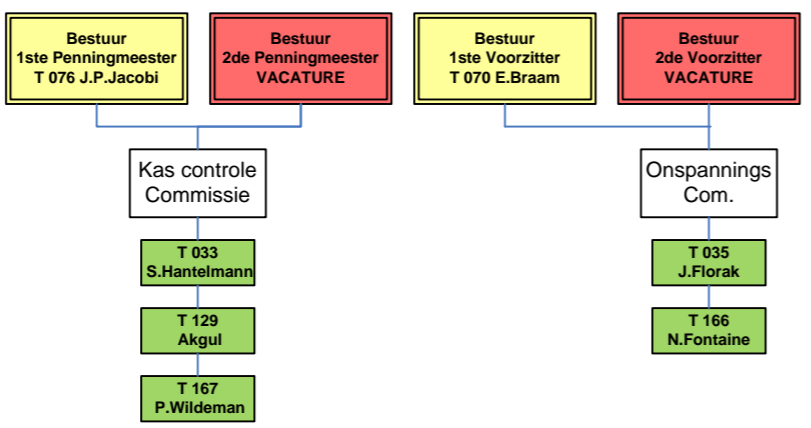 Bestuur
1ste Penningmeester
T 076 J.P.Jacobi
Bestuur
2de Penningmeester
VACATURE
Bestuur
1ste Voorzitter
T 070 E.Braam
Bestuur
2de Voorzitter
VACATURE
Kas controle
Commissie
Onspannings
Com.
T 033
S.Hantelmann
T 035
J.Florak
T 129
Akgul
T 166
N.Fontaine
T 167
P.Wildeman